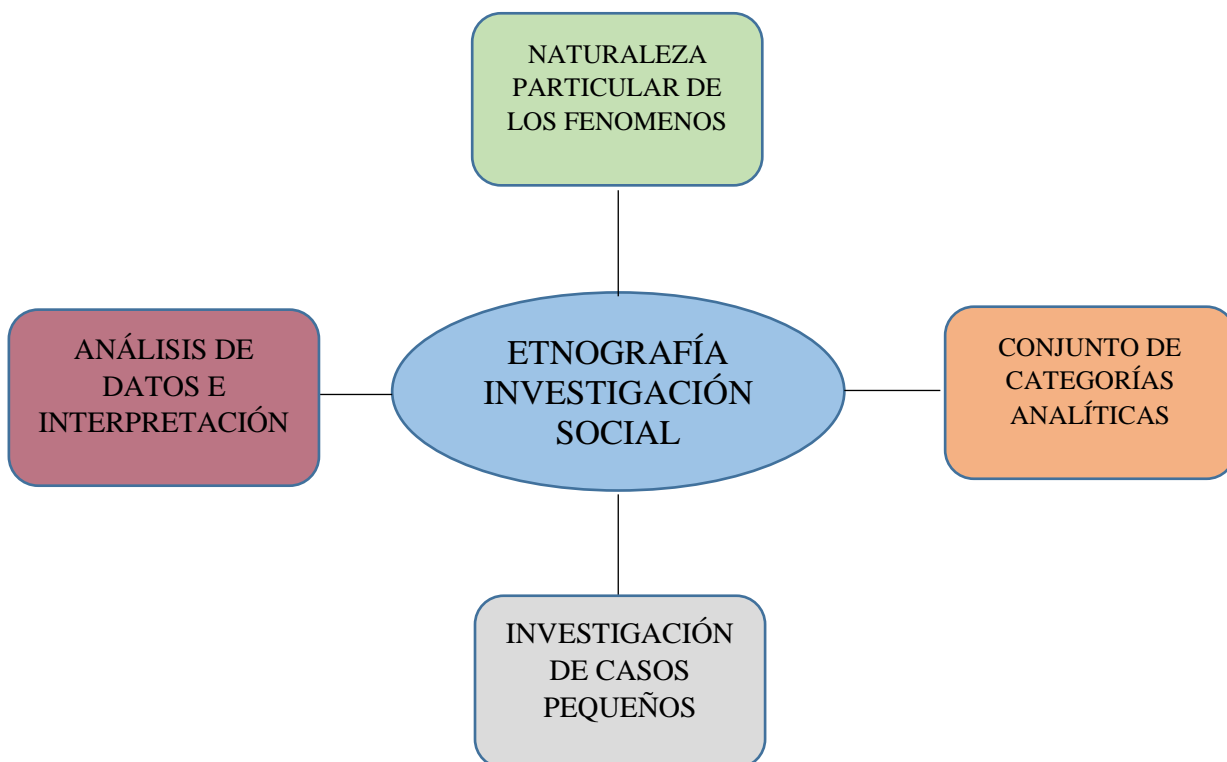 NATURALEZA
PARTICULAR DE
LOS FENOMENOS
ANÁLISIS DE
DATOS E
INTERPRETACIÓN
ETNOGRAFÍA
INVESTIGACIÓN
SOCIAL
CONJUNTO DE
CATEGORÍAS
ANALÍTICAS
INVESTIGACIÓN
DE CASOS
PEQUEÑOS